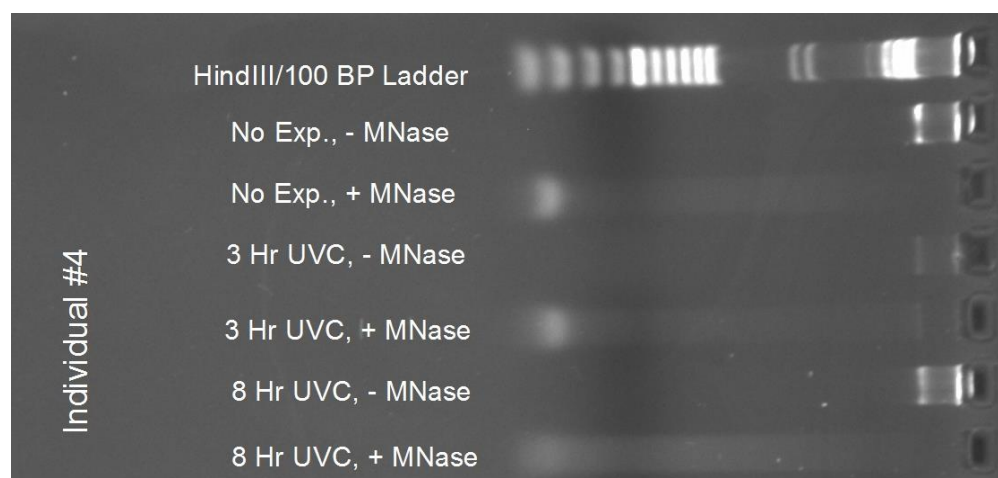 HindIII/100 BP Ladder
No Exp., - MNase
No Exp., + MNase
3 Hr UVC, - MNase
3 Hr UVC, + MNase
8 Hr UVC, - MNase
8 Hr UVC, + MNase
Individual #4